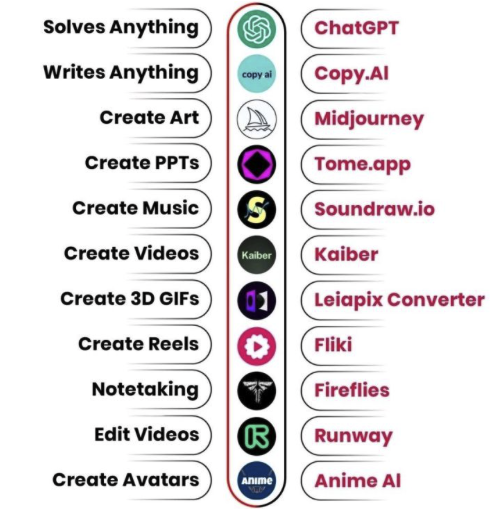 Solves Anything ChatGPT
Writes Anything copy ai Copy.AI
Create Art Midjourney
Create PPTs Tome.app
Create Music Soundraw.io
Create Videos Kaiber Kaiber
Create 3D GIFs Leiapix Converter
Create Reels Fliki
Notetaking Fireflies
Edit Videos Runway
Create Avatars ANIME Anime AI